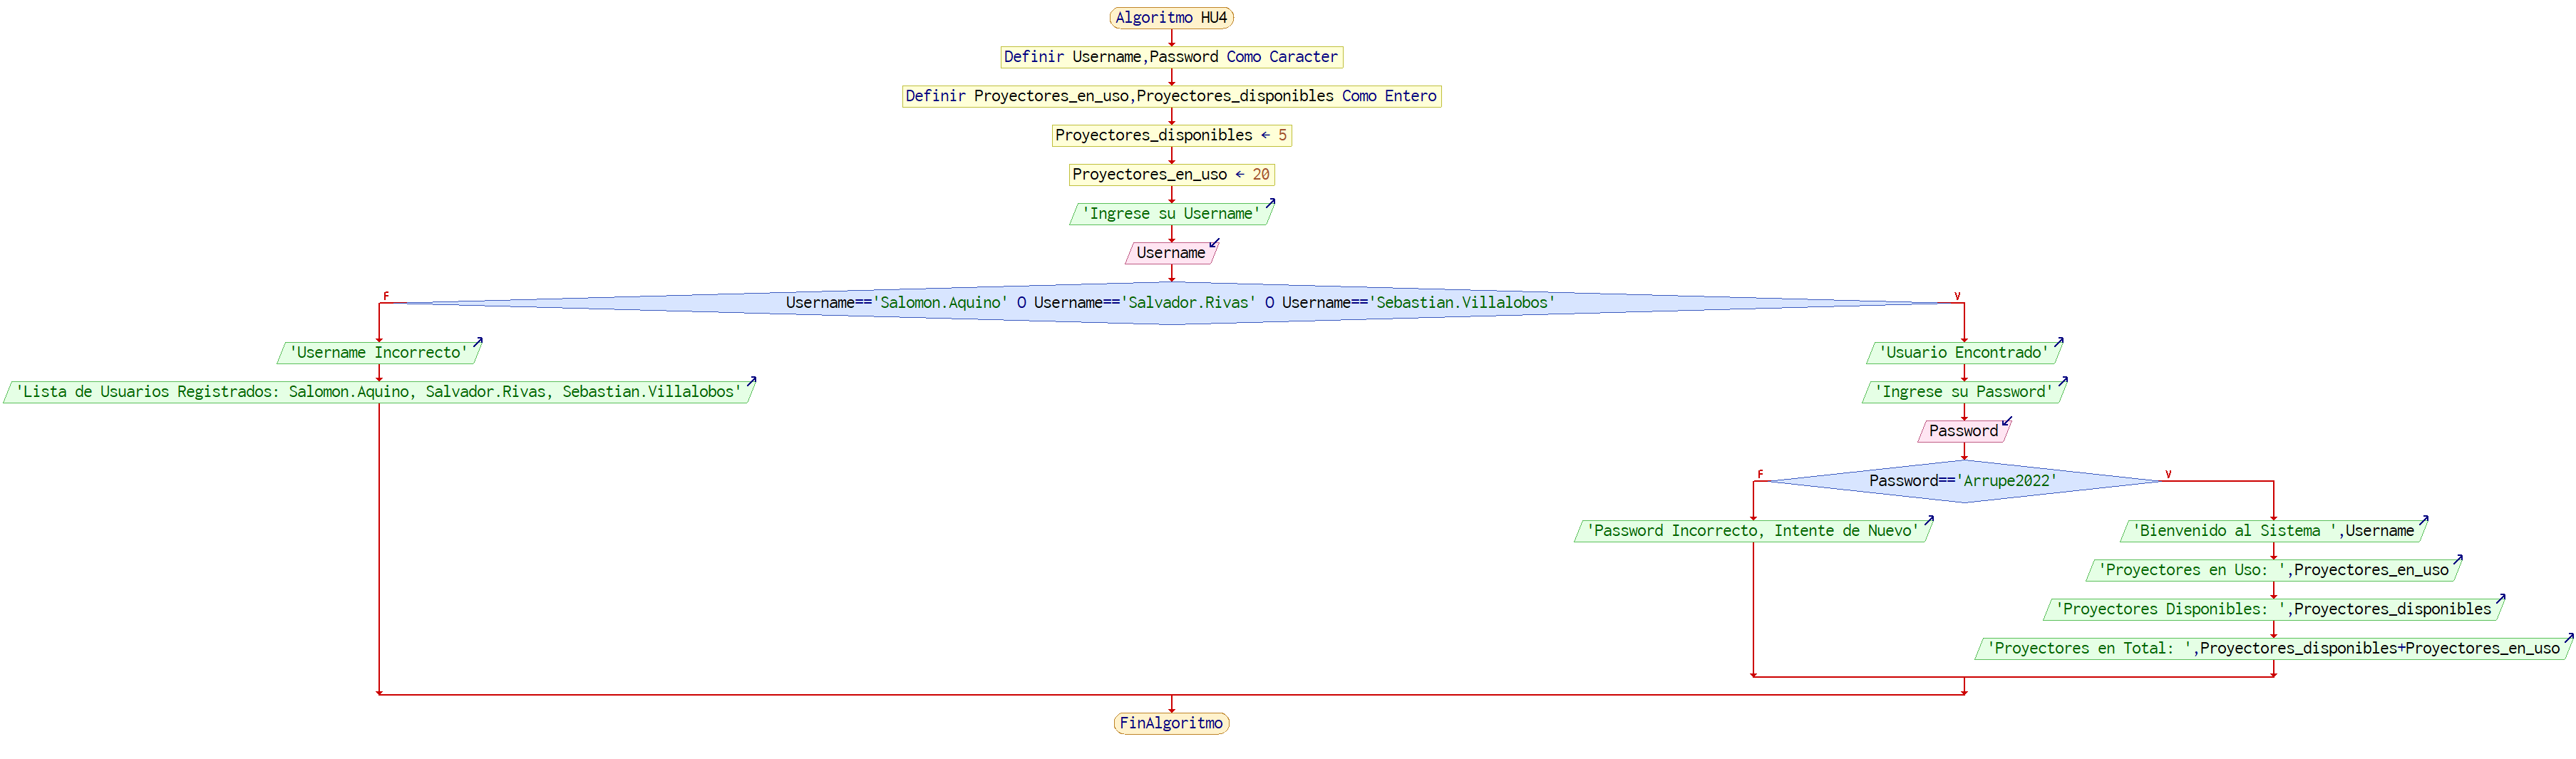 Algoritmo HU4
Definir Username,Password Como Caracter
Definir Proyectores_en_uso,Proyectores_disponibles Como Entero
Proyectores_disponibles ← 5
Proyectores_en_uso ← 20
'Ingrese su Username'
Username
Username=='Salomon.Aquino' O Username=='Salvador.Rivas' O Username=='Sebastian.Villalobos'
F
V
'Username Incorrecto'
'Lista de Usuarios Registrados: Salomon.Aquino, Salvador.Rivas, Sebastian.Villalobos'
'Usuario Encontrado'
'Ingrese su Password'
Password
Password=='Arrupe2022'
F
V
'Password Incorrecto, Intente de Nuevo'
'Bienvenido al Sistema ',Username
'Proyectores en Uso: ',Proyectores_en_uso
'Proyectores Disponibles: ',Proyectores_disponibles
'Proyectores en Total: ',Proyectores_disponibles+Proyectores_en_uso
FinAlgoritmo